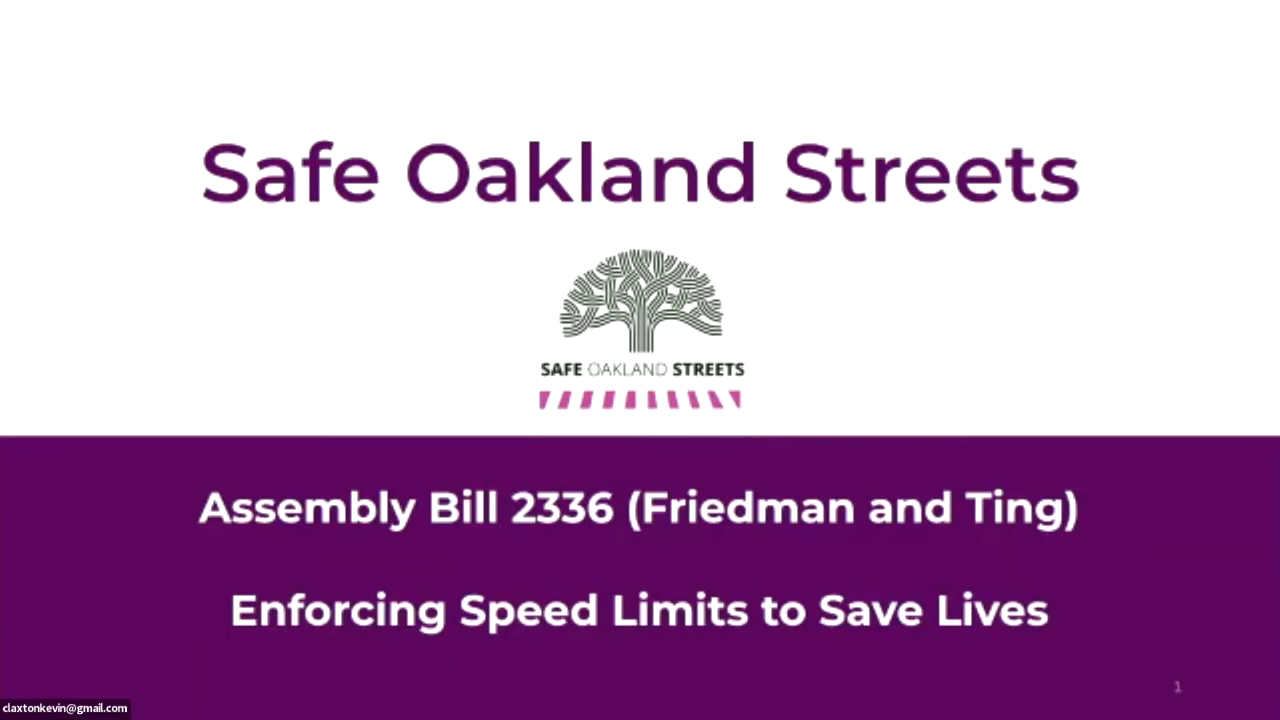 Safe Oakland Streets
SAFE OAKLAND STREETS
Assembly Bill 2336 (Friedman and Ting)
Enforcing Speed Limits to Save Lives
1
claxtonkevin@gmail.com